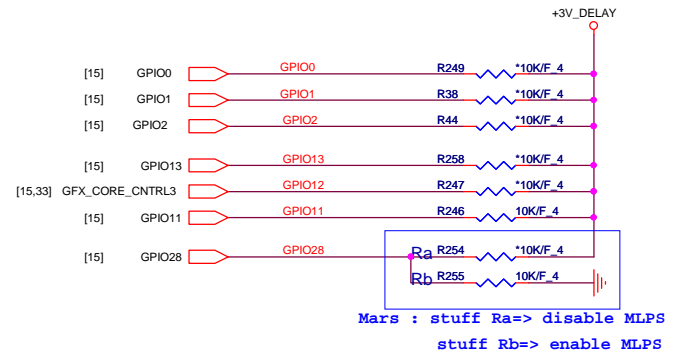 +3V_DELAY
[15] GPIO0 GPIO0 R249 *10K/F_4
[15] GPIO1 GPIO1 R38 *10K/F_4
[15] GPIO2 GPIO2 R44 *10K/F_4
[15] GPIO13 GPIO13 R258 *10K/F_4
[15,33] GFX_CORE_CNTRL3 GPIO12 R247 *10K/F_4
[15] GPIO11 GPIO11 R246 10K/F_4
[15] GPIO28 GPIO28 Ra R254 *10K/F_4
Rb R255 10K/F_4
Mars : stuff Ra=> disable MLPS
stuff Rb=> enable MLPS